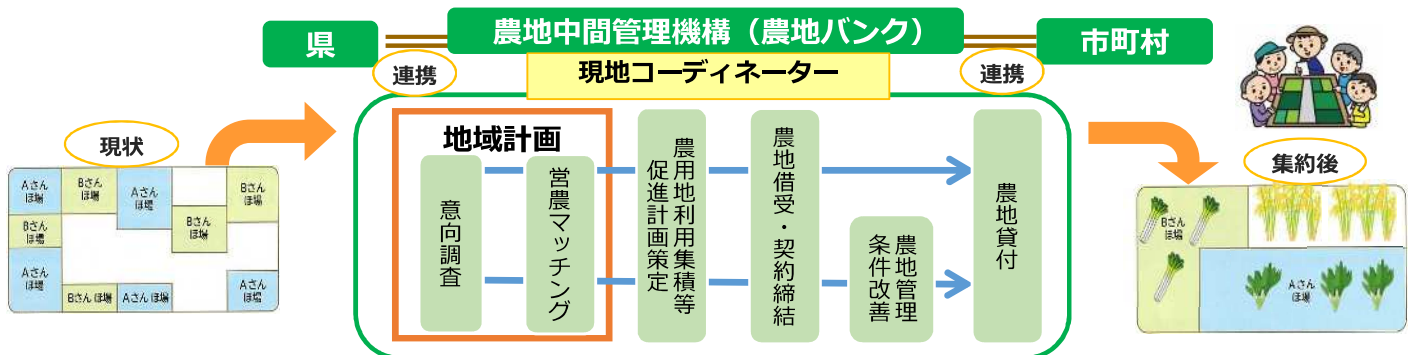 県
農地中間管理機構（農地バンク）
市町村
連携
現地コーディネーター
連携
現状
Aさん
ほ場
Bさん
ほ場
Aさん
ほ場
Bさん
ほ場
Bさん
ほ場
Bさん
ほ場
Aさん
ほ場
Bさん ほ場
Aさん ほ場
Aさん
ほ場
地域計画
意向調査
営農マッチング
農用地利用集積等
促進計画策定
農地借受・契約締結
農地管理
条件改善
農地貸付
集約後
Bさん
ほ場
Aさん
ほ場